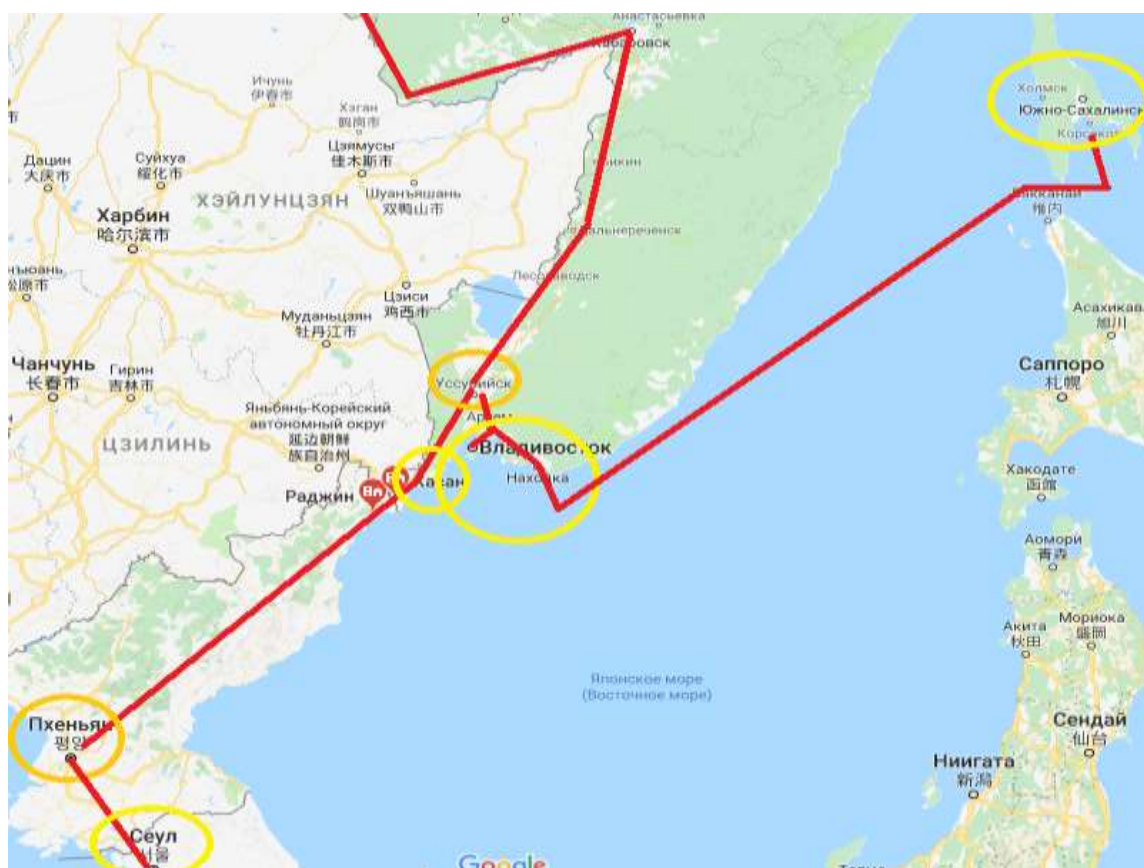 Анастасьевка
Хабаровск
Ичунь
伊春市
Хэган
鹤岗市
Холмск
Южно-Сахалинск
Корсаков
Дацин
大庆市
Суйхуа
绥化市
Цзямусы
佳木斯市
Бикин
Шуанъяшань
双鸭山市
ХЭЙЛУНЦЗЯН
Харбин
哈尔滨市
Вакканай
稚内
Дальнереченск
Лесозаводск
松原市
Цзиси
鸡西市
Муданьцзян
牡丹江市
Асахикава
旭川
Чанчунь
长春市
Гирин
吉林市
Саппоро
札幌
Уссурийск
Яньбянь-Корейский
автономный округ
延边朝鲜
族自治州
Артем
ЦЗИЛИНЬ
Владивосток
Находка
Хасан
Раджин
Хакодате
函館
Аомори
青森
Акита
秋田
Мориока
盛岡
Японское море
(Восточное море)
Пхеньян
평양
Сендай
仙台
Ниигата
新潟
Сеул
서울
Google